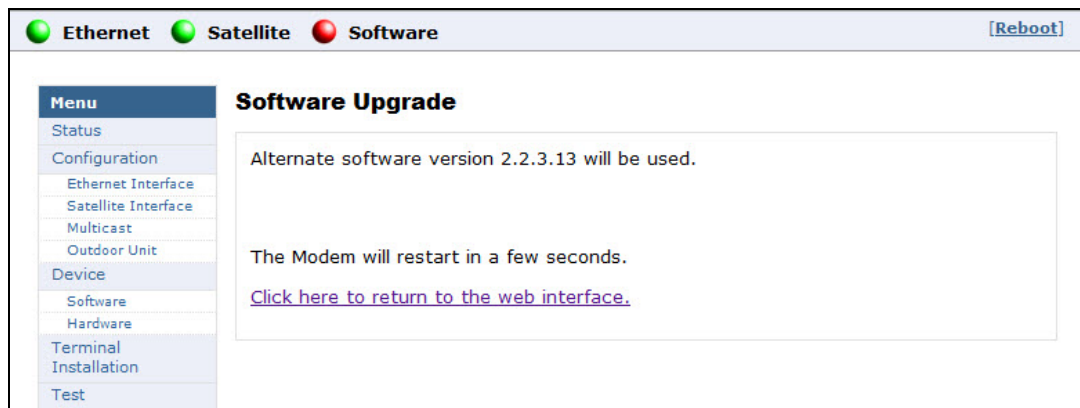 Ethernet Satellite Software [Reboot]
Menu
Status
Configuration
Ethernet Interface
Satellite Interface
Multicast
Outdoor Unit
Device
Software
Hardware
Terminal
Installation
Test
Software Upgrade
Alternate software version 2.2.3.13 will be used.
The Modem will restart in a few seconds.
Click here to return to the web interface.